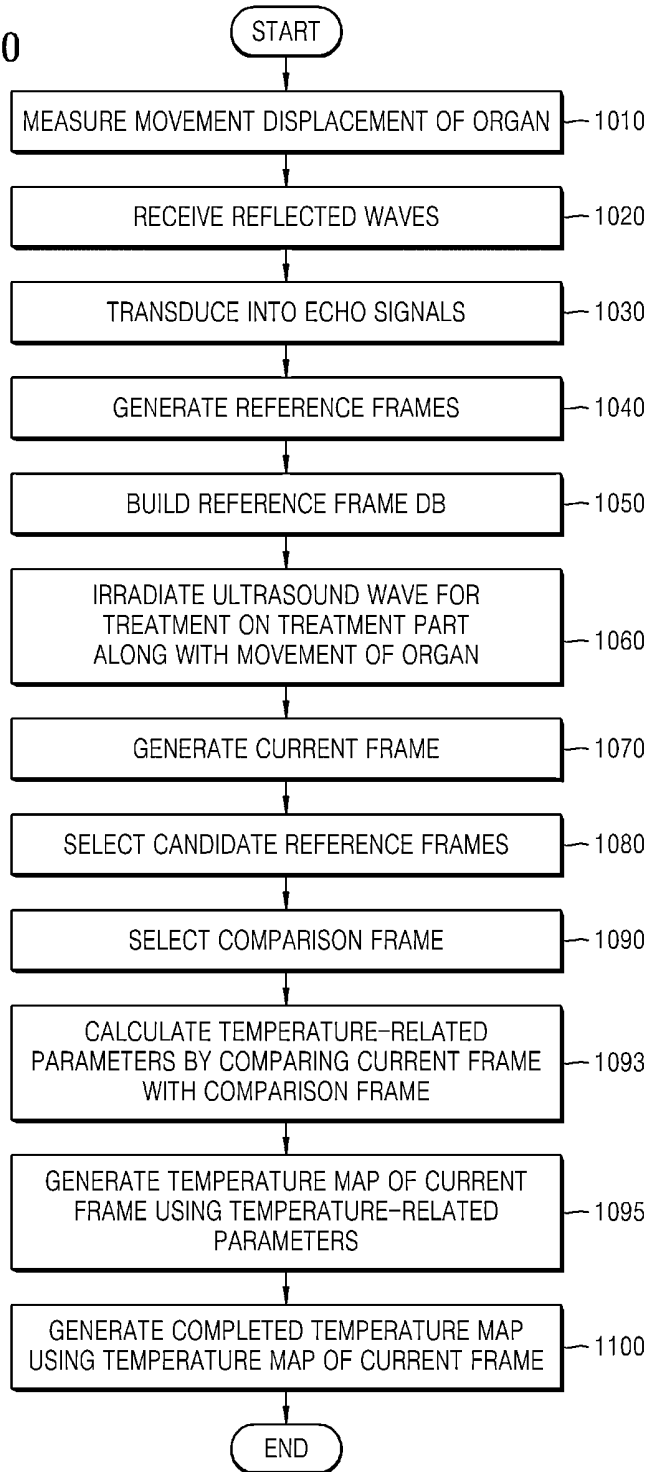 0
START
MEASURE MOVEMENT DISPLACEMENT OF ORGAN 1010
RECEIVE REFLECTED WAVES 1020
TRANSDUCE INTO ECHO SIGNALS 1030
GENERATE REFERENCE FRAMES 1040
BUILD REFERENCE FRAME DB 1050
IRRADIATE ULTRASOUND WAVE FOR
TREATMENT ON TREATMENT PART
ALONG WITH MOVEMENT OF ORGAN
1060
GENERATE CURRENT FRAME 1070
SELECT CANDIDATE REFERENCE FRAMES 1080
SELECT COMPARISON FRAME 1090
CALCULATE TEMPERATURE-RELATED
PARAMETERS BY COMPARING CURRENT FRAME
WITH COMPARISON FRAME
1093
GENERATE TEMPERATURE MAP OF CURRENT
FRAME USING TEMPERATURE-RELATED
PARAMETERS
1095
GENERATE COMPLETED TEMPERATURE MAP
USING TEMPERATURE MAP OF CURRENT FRAME
1100
END